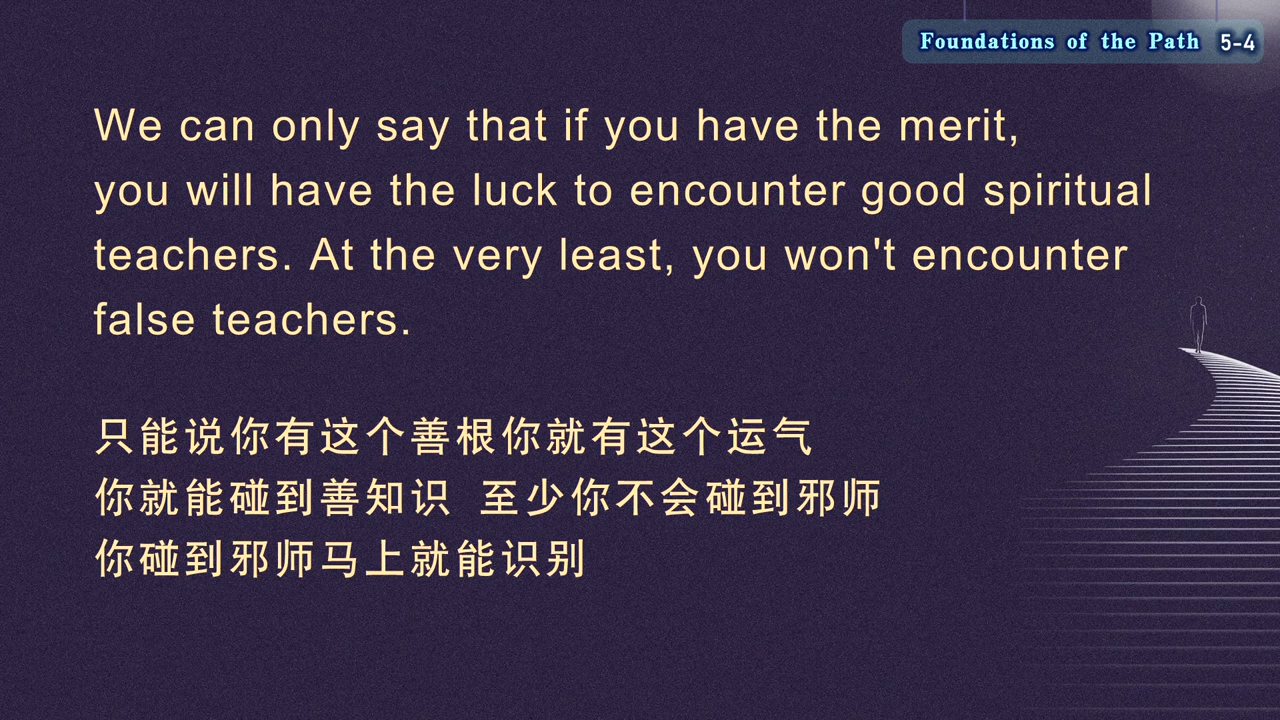 Foundations of the Path 5-4
We can only say that if you have the merit,
you will have the luck to encounter good spiritual
teachers. At the very least, you won't encounter
false teachers.
只能说你有这个善根你就有这个运气
你就能碰到善知识 至少你不会碰到邪师
你碰到邪师马上就能识别